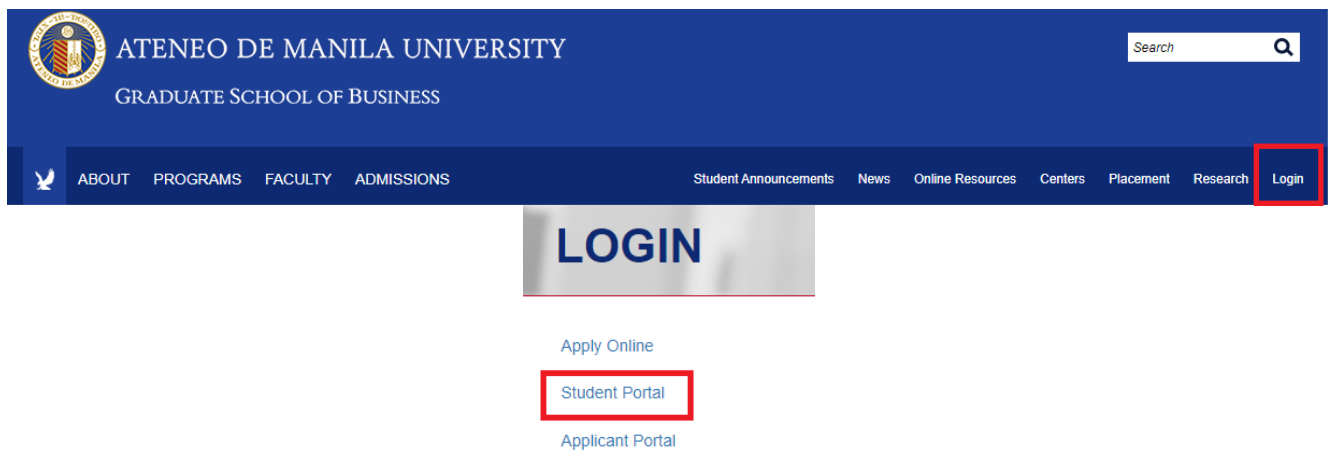 ATENEO DE MANILA UNIVERSITY
GRADUATE SCHOOL OF BUSINESS
Search
ABOUT PROGRAMS FACULTY ADMISSIONS Student Announcements News Online Resources Centers Placement Research Login
LOGIN
Apply Online
Student Portal
Applicant Portal